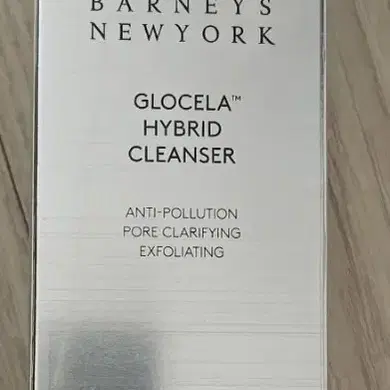 BARNEYS
NEWYORK
GLOCELA™
HYBRID
CLEANSER
ANTI-POLLUTION
PORE CLARIFYING
EXFOLIATING